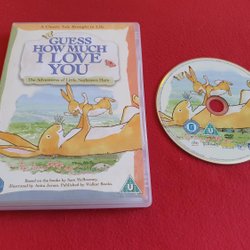 A Classic Tale Brought to Life
GUESS
HOW MUCH
I LOVE
YOU
The Adventures of Little Nutbrown Hare
Based on the books by Sam McBratney,
illustrated by Anita Jeram. Published by Walker Books.
U
U